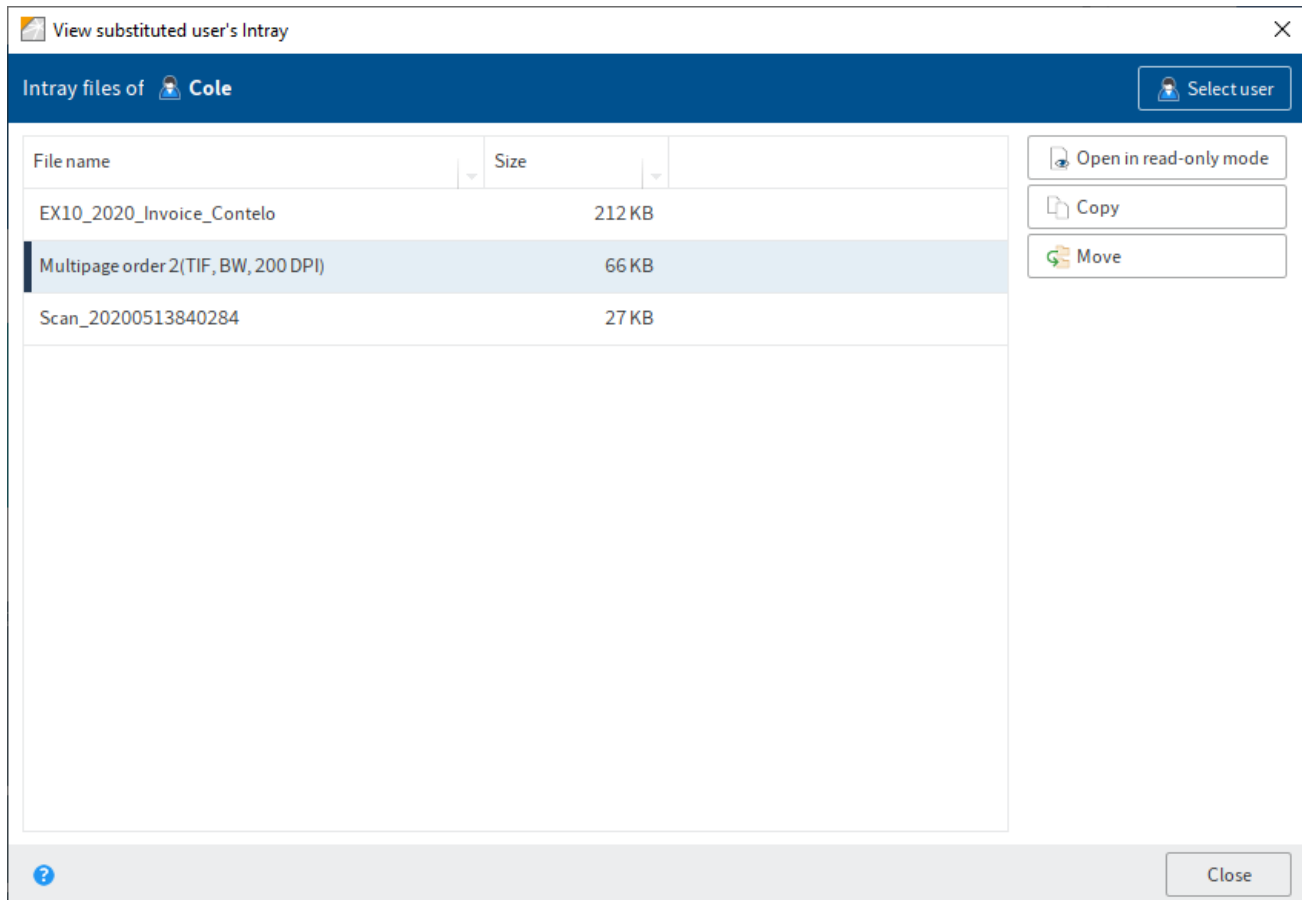 View substituted user's Intray
Intray files of Cole
Select user
File name Size
EX10_2020_Invoice_Contelo 212 KB
Multipage order 2(TIF, BW, 200 DPI) 66 KB
Scan_20200513840284 27 KB
Open in read-only mode
Copy
Move
?
Close